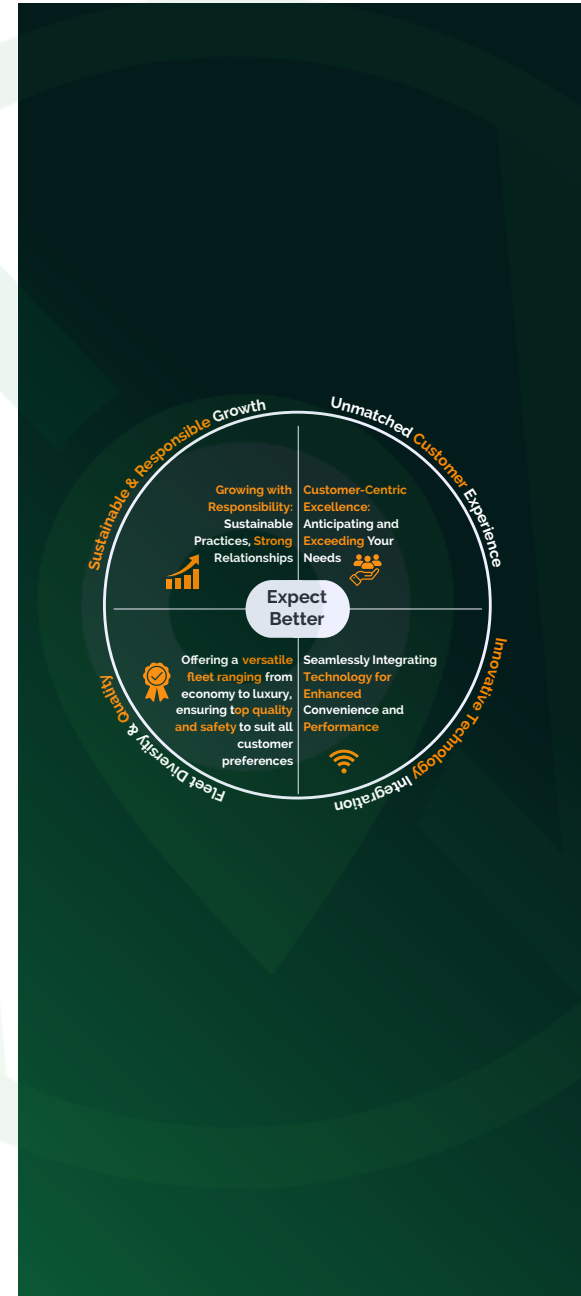 Sustainable & Responsible Growth
Unmatched Customer Experience
Growing with
Responsibility:
Sustainable
Practices, Strong
Relationships
Customer-Centric
Excellence:
Anticipating and
Exceeding Your
Needs
Expect
Better
Offering a versatile
fleet ranging from
economy to luxury,
ensuring top quality
and safety to suit all
customer
preferences
Seamlessly Integrating
Technology for
Enhanced
Convenience and
Performance
Fleet Diversity & Quality
Innovative Technology Integration